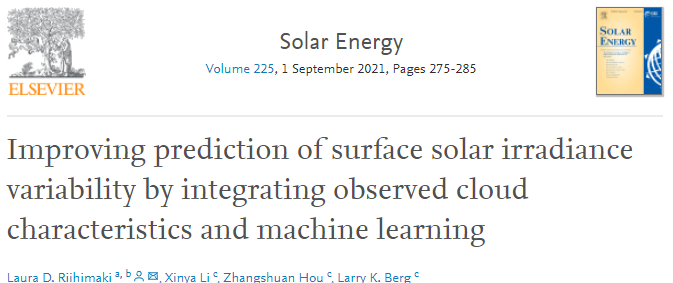 Solar Energy
Volume 225, 1 September 2021, Pages 275-285
ELSEVIER
SOLAR
ENERGY
Improving prediction of surface solar irradiance
variability by integrating observed cloud
characteristics and machine learning
Laura D. Riihimaki a, b, Xinya Li c, Zhangshuan Hou c, Larry K. Berg c